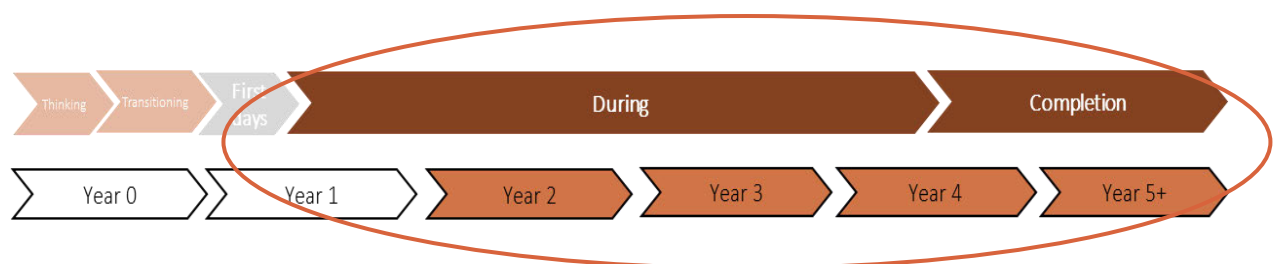 Thinking
Transitioning
First
days
During
Completion
Year 0
Year 1
Year 2
Year 3
Year 4
Year 5+